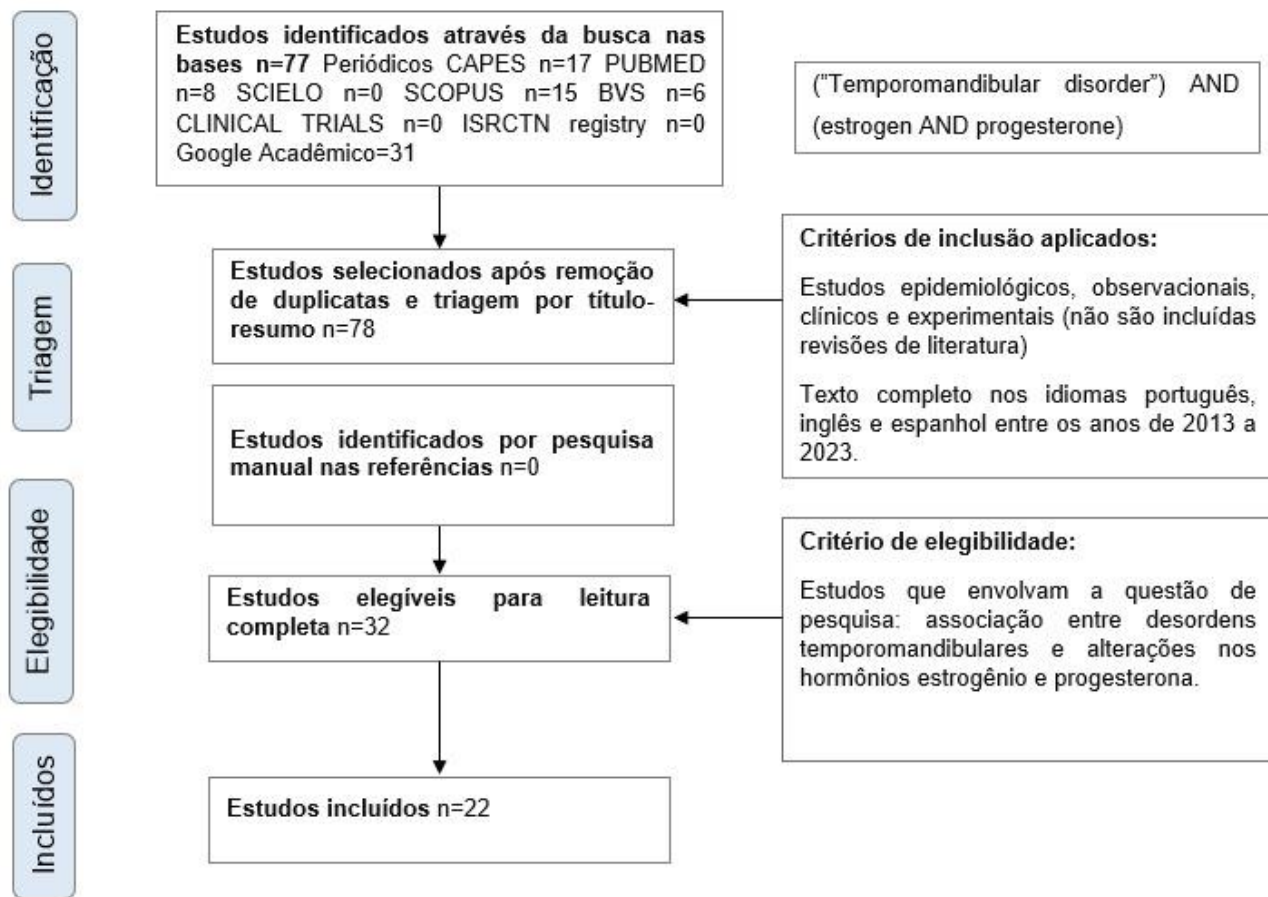 Identificação
Estudos identificados através da busca nas
bases n=77 Periódicos CAPES n=17 PUBMED
n=8 SCIELO n=0 SCOPUS n=15 BVS n=6
CLINICAL TRIALS n=0 ISRCTN registry n=0
Google Acadêmico=31
("Temporomandibular disorder") AND
(estrogen AND progesterone)
Triagem
Estudos selecionados após remoção
de duplicatas e triagem por título-
resumo n=78
Critérios de inclusão aplicados:
Estudos epidemiológicos, observacionais,
clínicos e experimentais (não são incluídas
revisões de literatura)
Texto completo nos idiomas português,
inglês e espanhol entre os anos de 2013 a
2023.
Estudos identificados por pesquisa
manual nas referências n=0
Elegibilidade
Estudos elegíveis para leitura
completa n=32
Critério de elegibilidade:
Estudos que envolvam a questão de
pesquisa: associação entre desordens
temporomandibulares e alterações nos
hormônios estrogênio e progesterona.
Incluídos
Estudos incluídos n=22